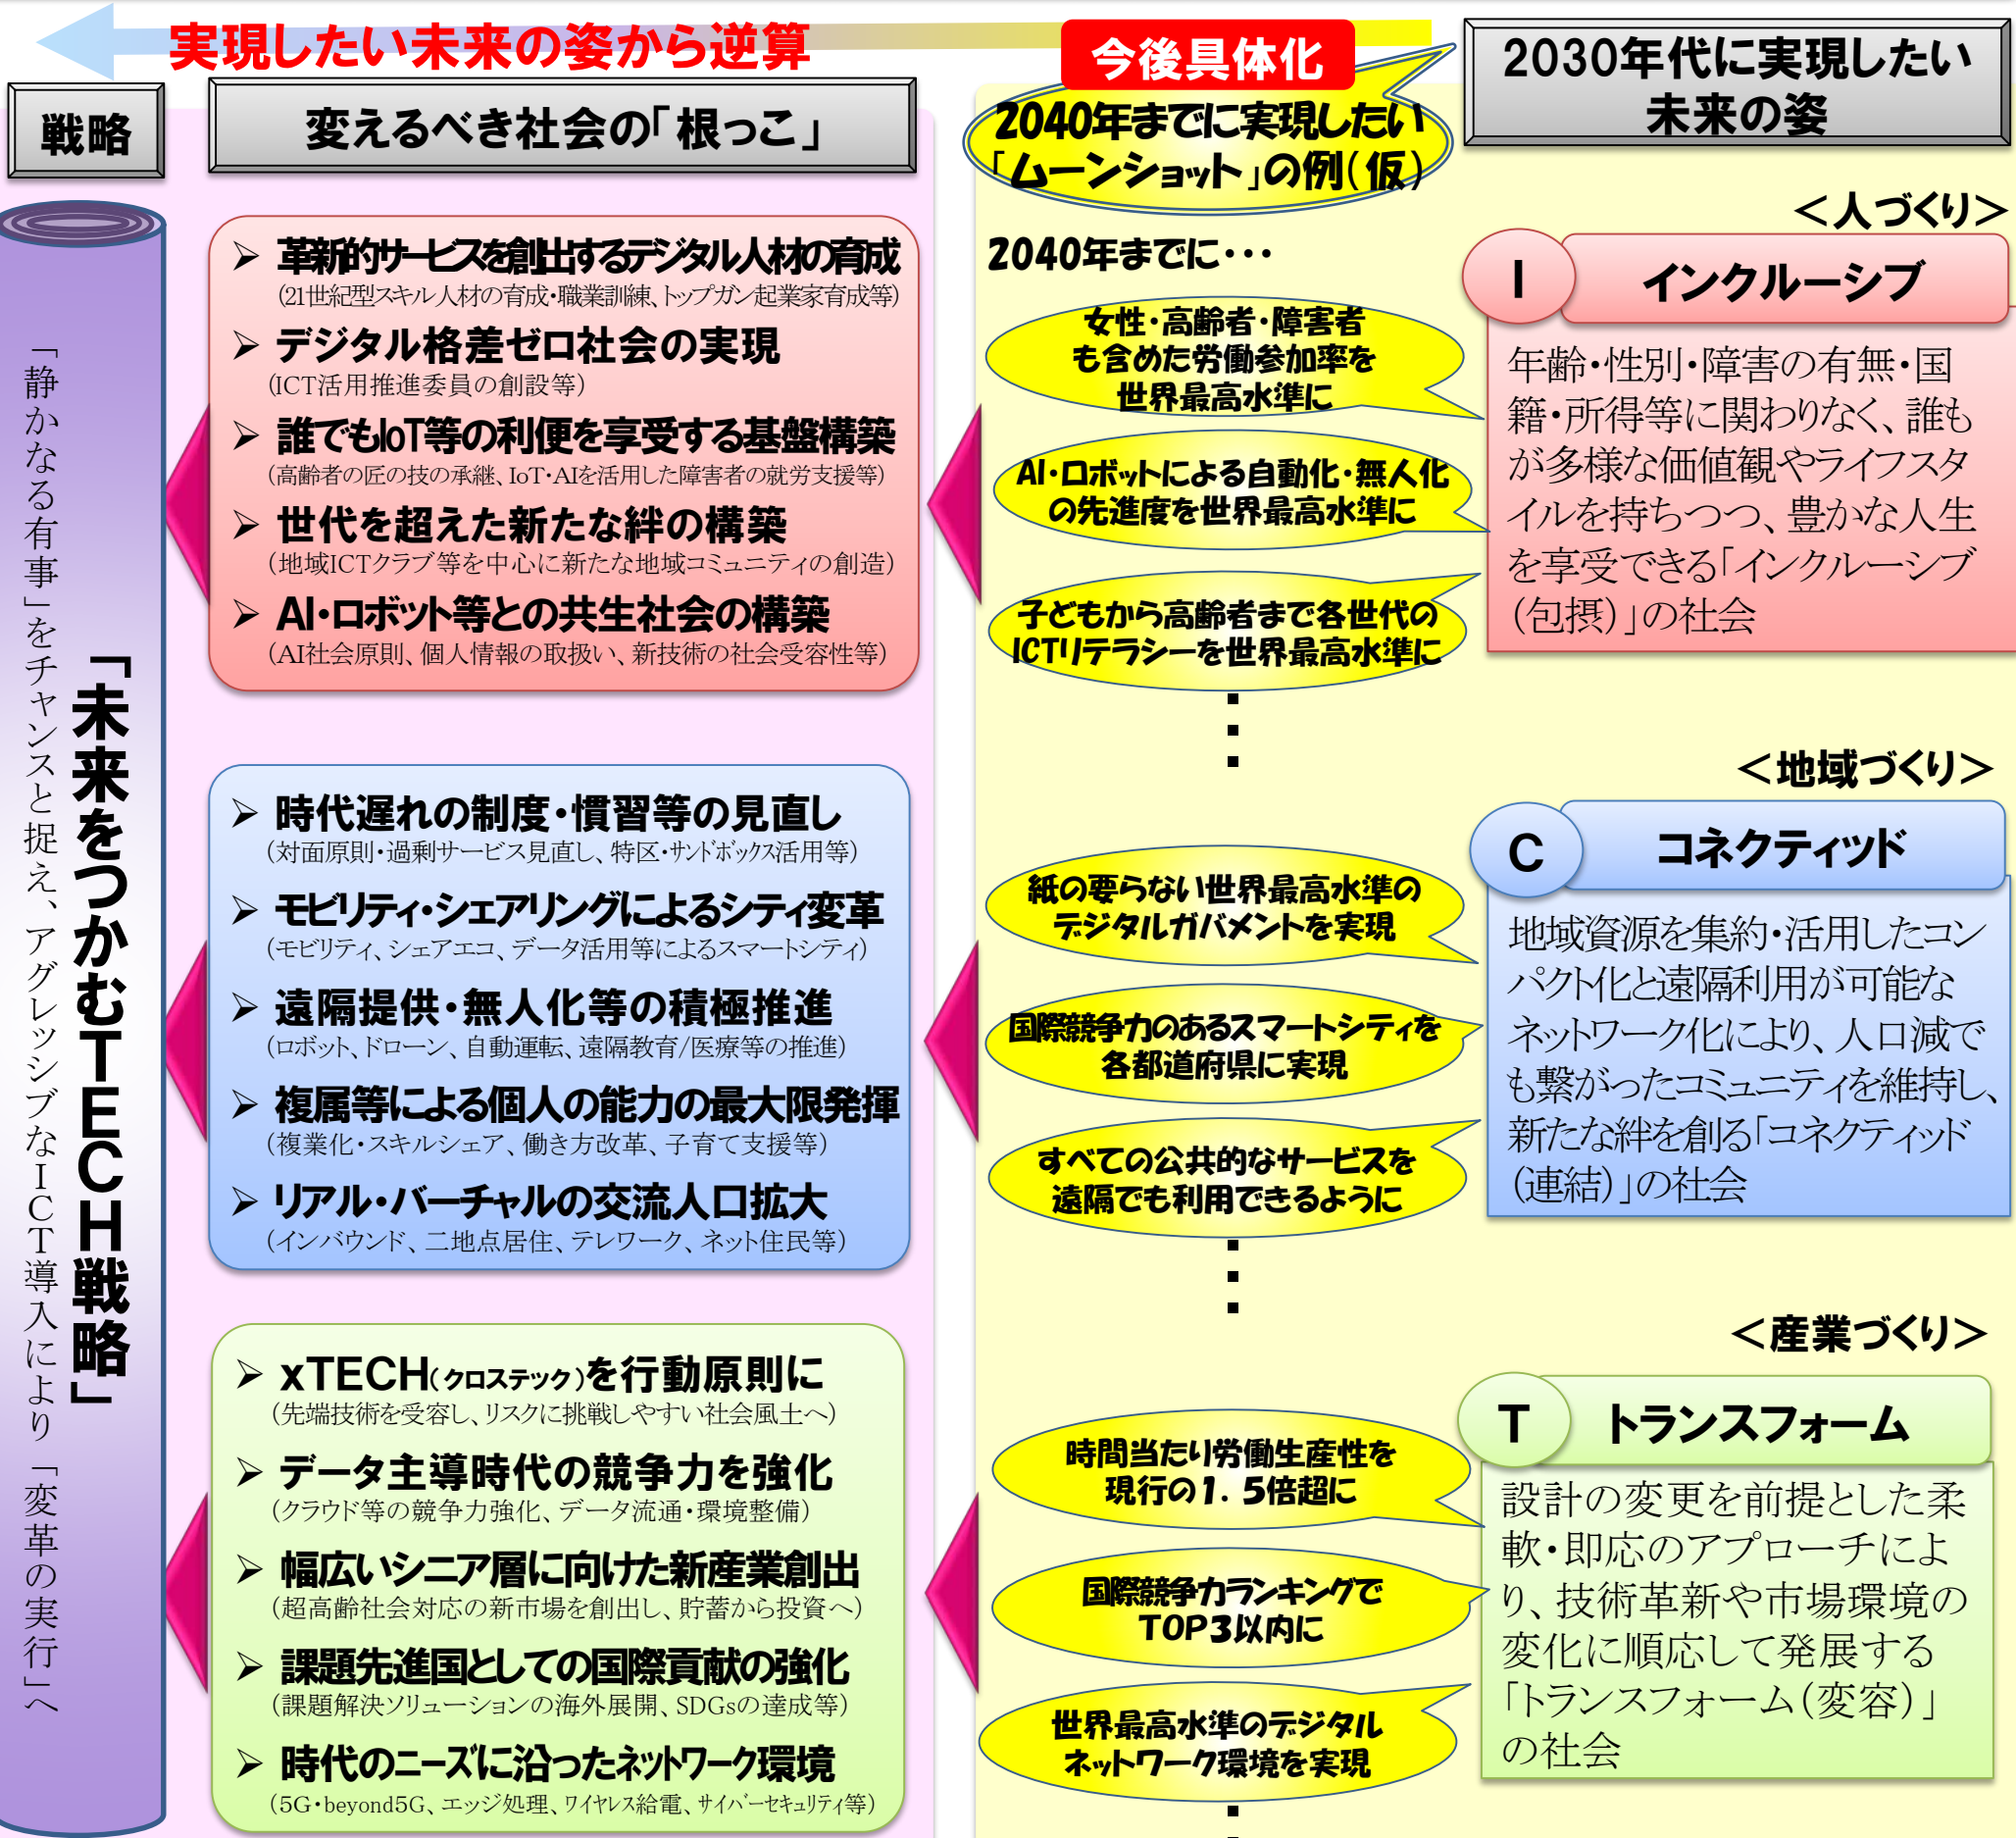 実現したい未来の姿から逆算
今後具体化
2030年代に実現したい
未来の姿
戦略
変えるべき社会の「根っこ」
2040年までに実現したい
「ムーンショット」の例(仮)
「静かなる有事」をチャンスと捉え、アグレッシブなICT導入により「変革の実行」へ
「未来をつかむTECH戦略」
➢ 革新的サービスを創出するデジタル人材の育成
(21世紀型スキル人材の育成・職業訓練、トップガン起業家育成等)
➢ デジタル格差ゼロ社会の実現
(ICT活用推進委員の創設等)
➢ 誰でもIoT等の利便を享受する基盤構築
(高齢者の匠の技の承継、IoT・AIを活用した障害者の就労支援等)
➢ 世代を超えた新たな絆の構築
(地域ICTクラブ等を中心に新たな地域コミュニティの創造)
➢ AI・ロボット等との共生社会の構築
(AI社会原則、個人情報の取扱い、新技術の社会受容性等)
2040年までに・・・
女性・高齢者・障害者
も含めた労働参加率を
世界最高水準に
AI・ロボットによる自動化・無人化
の先進度を世界最高水準に
子どもから高齢者まで各世代の
ICTリテラシーを世界最高水準に
<人づくり>
I
インクルーシブ
年齢・性別・障害の有無・国
籍・所得等に関わりなく、誰も
が多様な価値観やライフスタ
イルを持ちつつ、豊かな人生
を享受できる「インクルーシブ
(包摂)」の社会
➢ 時代遅れの制度・慣習等の見直し
(対面原則・過剰サービス見直し、特区・サンドボックス活用等)
➢ モビリティ・シェアリングによるシティ変革
(モビリティ、シェアエコ、データ活用等によるスマートシティ)
➢ 遠隔提供・無人化等の積極推進
(ロボット、ドローン、自動運転、遠隔教育/医療等の推進)
➢ 複属等による個人の能力の最大限発揮
(複業化・スキルシェア、働き方改革、子育て支援等)
➢ リアル・バーチャルの交流人口拡大
(インバウンド、二地点居住、テレワーク、ネット住民等)
紙の要らない世界最高水準の
デジタルガバメントを実現
国際競争力のあるスマートシティを
各都道府県に実現
すべての公共的なサービスを
遠隔でも利用できるように
<地域づくり>
C
コネクティッド
地域資源を集約・活用したコン
パクト化と遠隔利用が可能な
ネットワーク化により、人口減で
も繋がったコミュニティを維持し、
新たな絆を創る「コネクティッド
(連結)」の社会
➢ xTECH(クロステック)を行動原則に
(先端技術を受容し、リスクに挑戦しやすい社会風土へ)
➢ データ主導時代の競争力を強化
(クラウド等の競争力強化、データ流通・環境整備)
➢ 幅広いシニア層に向けた新産業創出
(超高齢社会対応の新市場を創出し、貯蓄から投資へ)
➢ 課題先進国としての国際貢献の強化
(課題解決ソリューションの海外展開、SDGsの達成等)
➢ 時代のニーズに沿ったネットワーク環境
(5G・beyond5G、エッジ処理、ワイヤレス給電、サイバーセキュリティ等)
時間当たり労働生産性を
現行の1.5倍超に
国際競争力ランキングで
TOP3以内に
世界最高水準のデジタル
ネットワーク環境を実現
<産業づくり>
T
トランスフォーム
設計の変更を前提とした柔
軟・即応のアプローチによ
り、技術革新や市場環境の
変化に順応して発展する
「トランスフォーム(変容)」
の社会